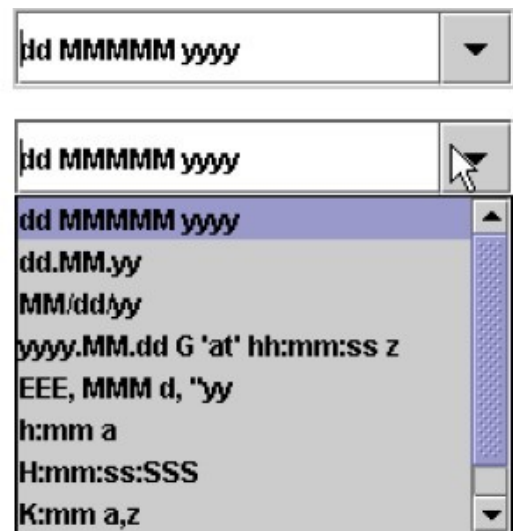 dd MMMMM yyyy
dd MMMMM yyyy
dd MMMMM yyyy
dd.MM.yy
MM/dd/yy
yyyy.MM.dd G 'at' hh:mm:ss z
EEE, MMM d, ''yy
h:mm a
H:mm:ss:SSS
K:mm a,z